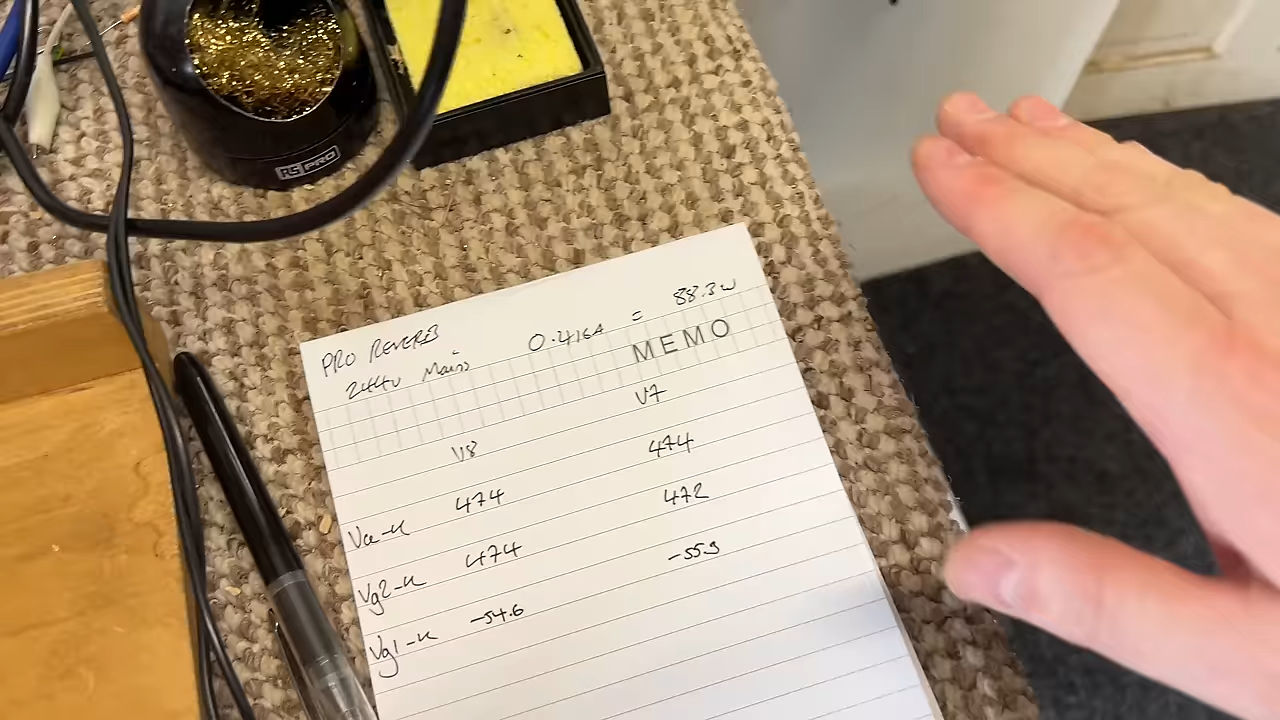 RS PRO
PRO REVERB
244v Mains 0.416A = 88.3w
MEMO
V8 V7
Va-k 474 474
Vg2-k 474 472
Vg1-k -54.6 -55.3